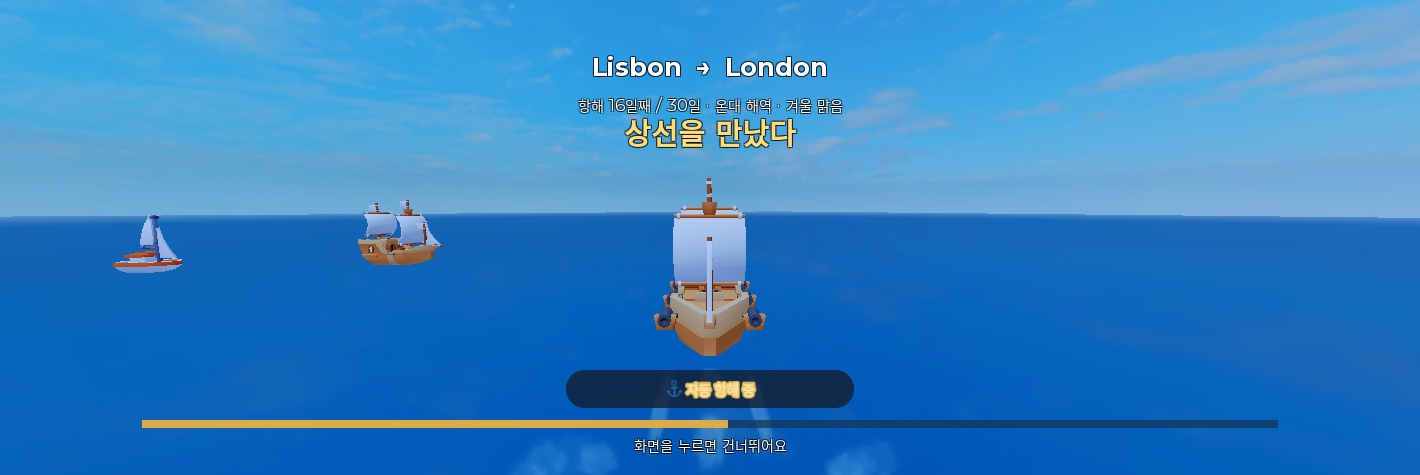 Lisbon → London
항해 16일째 / 30일 · 온대 해역 · 겨울 맑음
상선을 만났다
⚓ 자동 항해 중
화면을 누르면 건너뛰어요